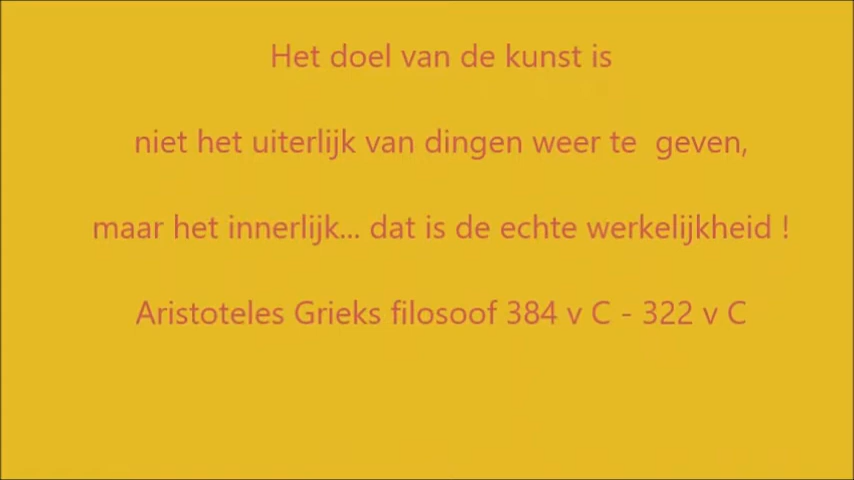 Het doel van de kunst is
niet het uiterlijk van dingen weer te  geven,
maar het innerlijk... dat is de echte werkelijkheid !
Aristoteles Grieks filosoof 384 v C - 322 v C